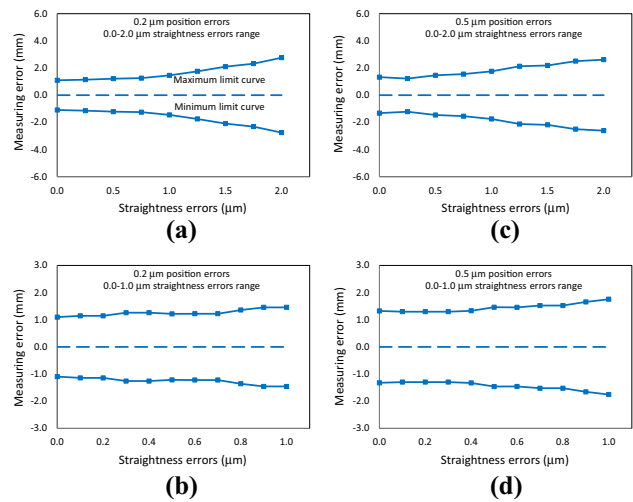 0.2 µm position errors
0.0-2.0 µm straightness errors range
Measuring error (mm)
6.0
4.0
2.0
0.0
-2.0
-4.0
-6.0
Maximum limit curve
Minimum limit curve
0.0 0.5 1.0 1.5 2.0
Straightness errors (µm)
(a)
0.5 µm position errors
0.0-2.0 µm straightness errors range
Measuring error (mm)
6.0
4.0
2.0
0.0
-2.0
-4.0
-6.0
0.0 0.5 1.0 1.5 2.0
Straightness errors (µm)
(c)
0.2 µm position errors
0.0-1.0 µm straightness errors range
Measuring error (mm)
3.0
2.0
1.0
0.0
-1.0
-2.0
-3.0
0.0 0.2 0.4 0.6 0.8 1.0
Straightness errors (µm)
(b)
0.5 µm position errors
0.0-1.0 µm straightness errors range
Measuring error (mm)
3.0
2.0
1.0
0.0
-1.0
-2.0
-3.0
0.0 0.2 0.4 0.6 0.8 1.0
Straightness errors (µm)
(d)